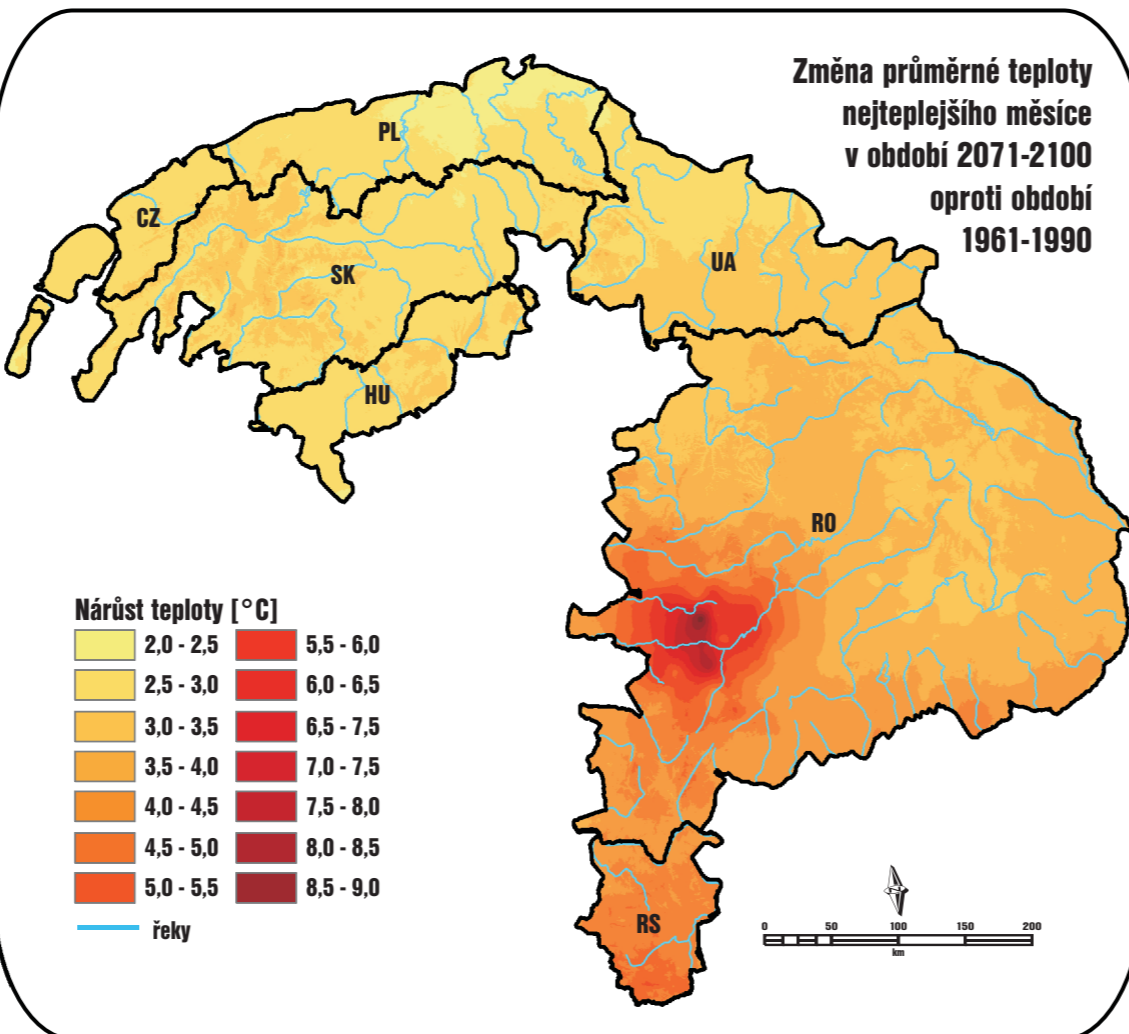 Změna průměrné teploty
nejteplejšího měsíce
v období 2071-2100
oproti období
1961-1990
PL
CZ
SK
UA
HU
RO
RS
Nárůst teploty [°C]
2,0 - 2,5
2,5 - 3,0
3,0 - 3,5
3,5 - 4,0
4,0 - 4,5
4,5 - 5,0
5,0 - 5,5
5,5 - 6,0
6,0 - 6,5
6,5 - 7,5
7,0 - 7,5
7,5 - 8,0
8,0 - 8,5
8,5 - 9,0
řeky
0 50 100 150 200
km